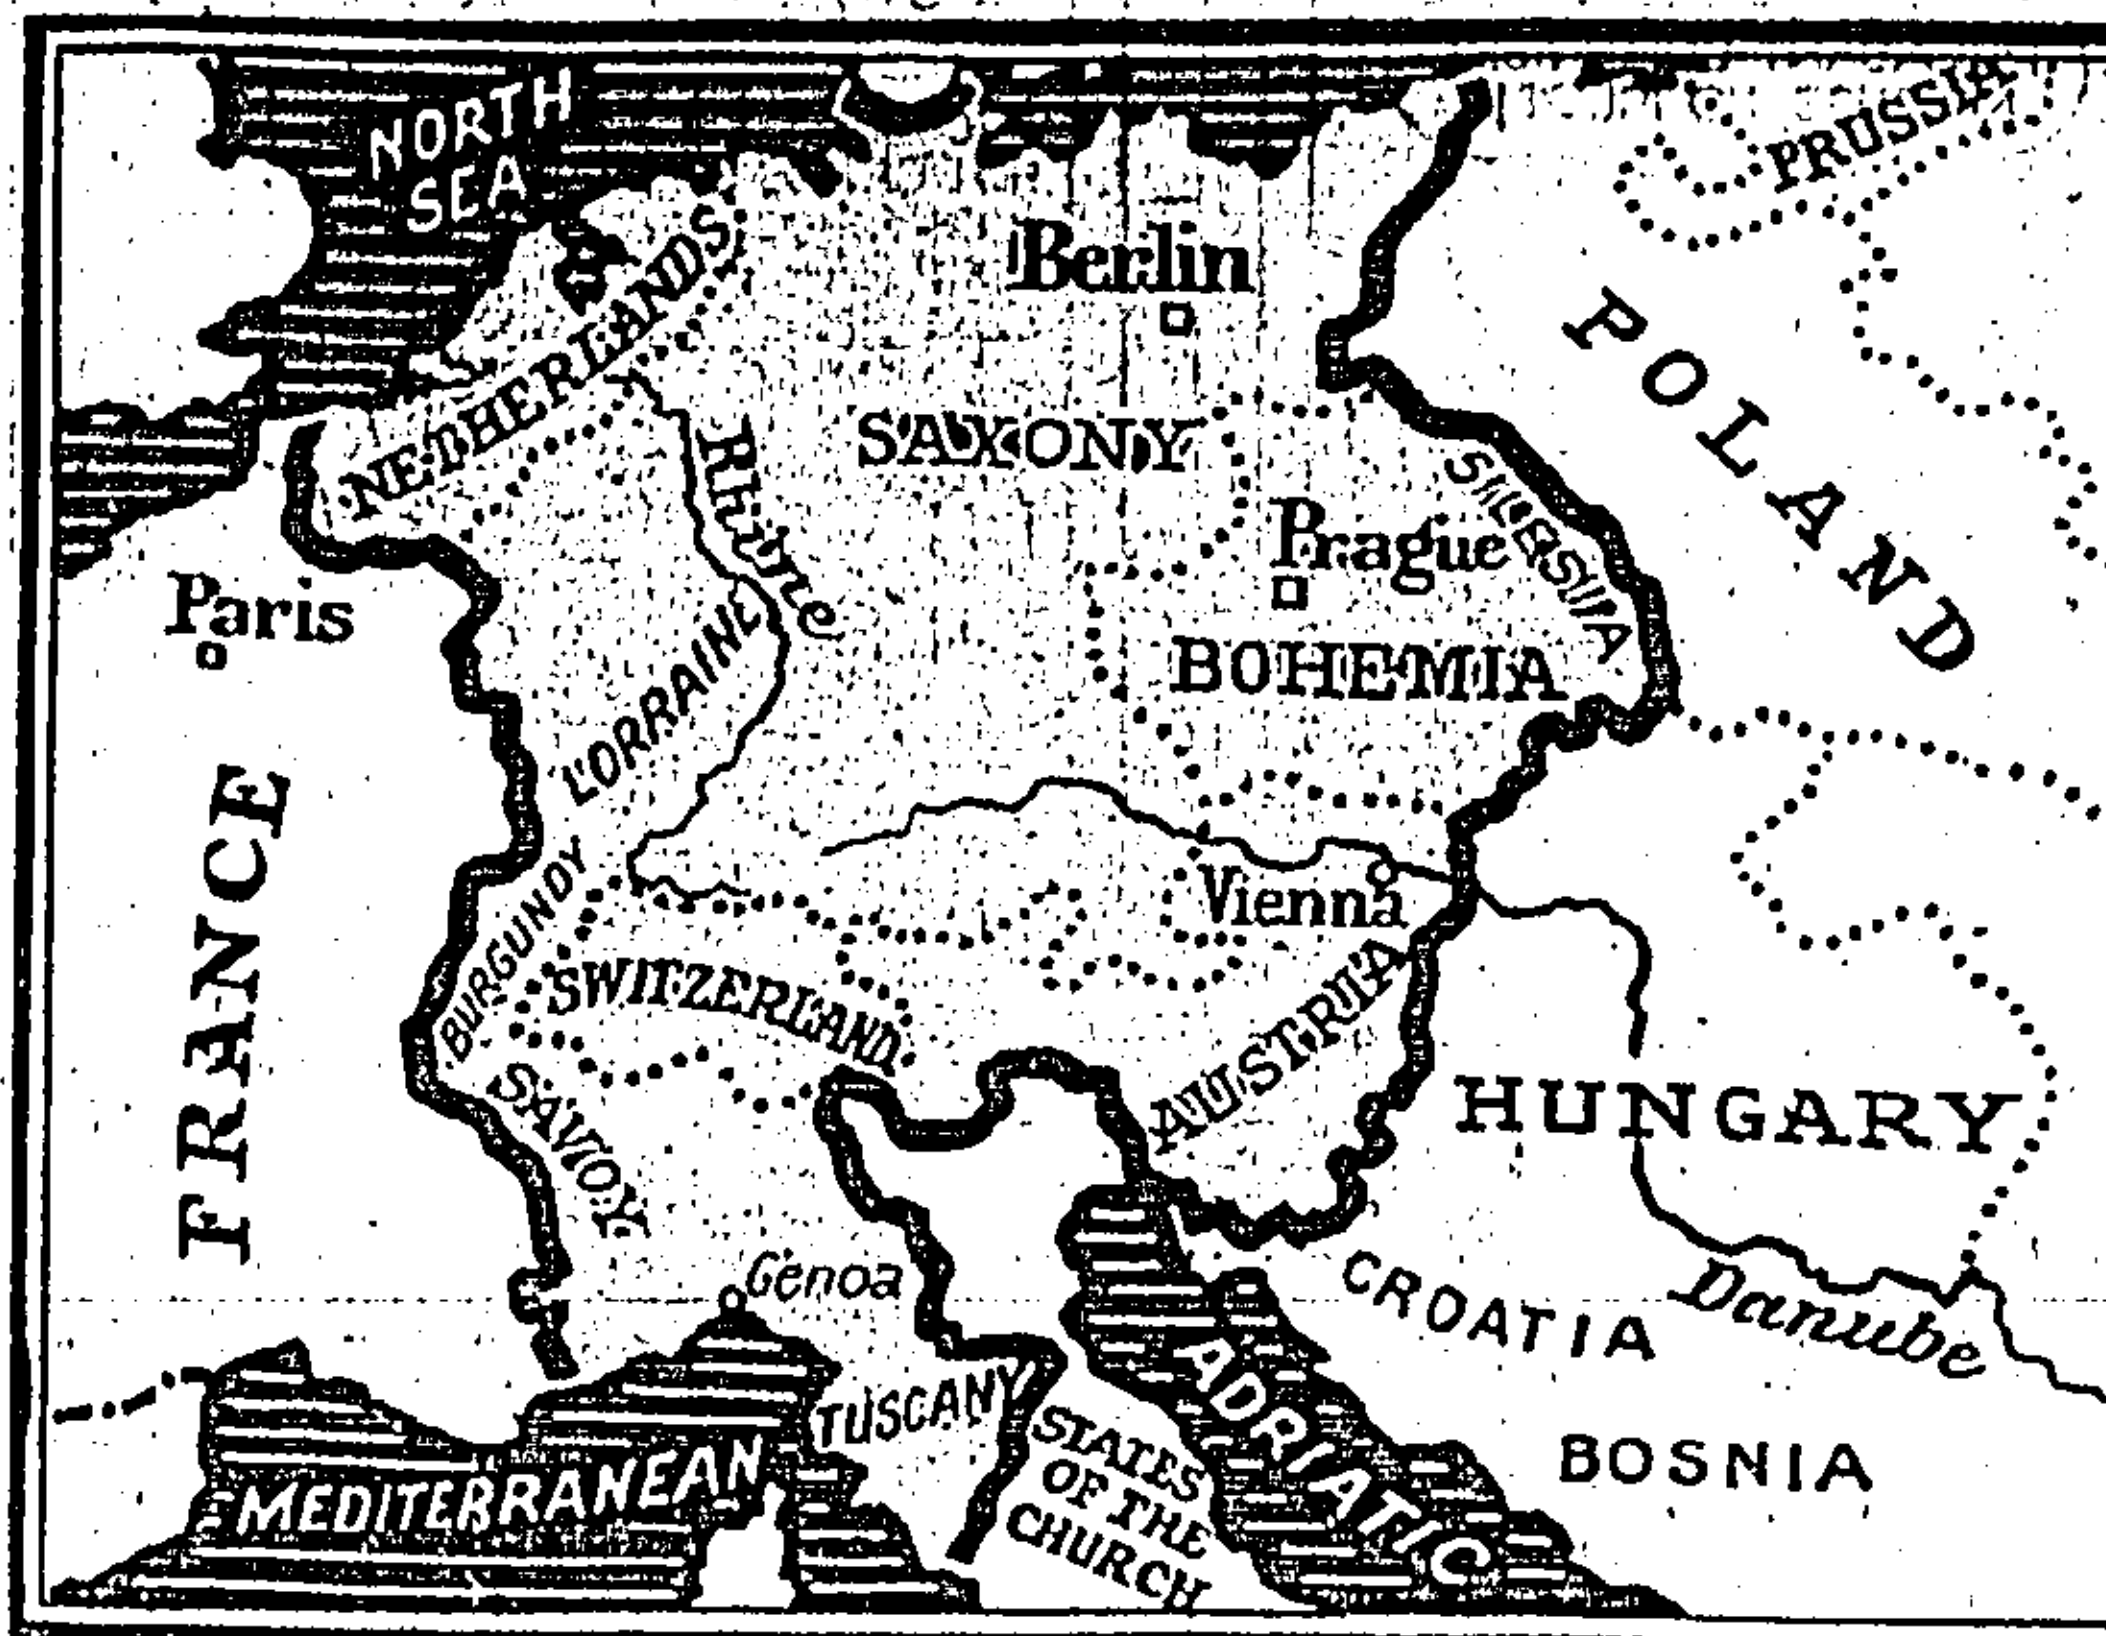 NORTH
SEA
PRUSSIA
NETHERLANDS
Berlin
POLAND
SAXONY
Rhine
SILERSIIA
Prague
Paris
LORRAINE
BOHEMIA
FRANCE
BURGUNDY
Vienna
SWITZERLAND
AUSTRIA
SAVOY
HUNGARY
Genoa
CROATIA
Danube
TUSCANY
STATES
OF THE
CHURCH
ADRIATIC
BOSNIA
MEDITERRANEAN